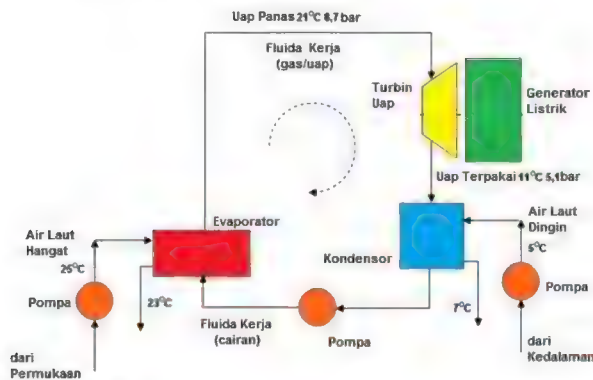 Uap Panas 21°C 8,7 bar
Fluida Kerja
(gas/uap)
Turbin
Uap
Generator
Listrik
Uap Terpakai 11°C 5,1bar
Evaporator
Air Laut
Hangat
25°C
Air Laut
Dingin
5°C
Kondensor
Pompa
23°C
Fluida Kerja
(cairan)
Pompa
7°C
Pompa
dari
Permukaan
dari
Kedalaman